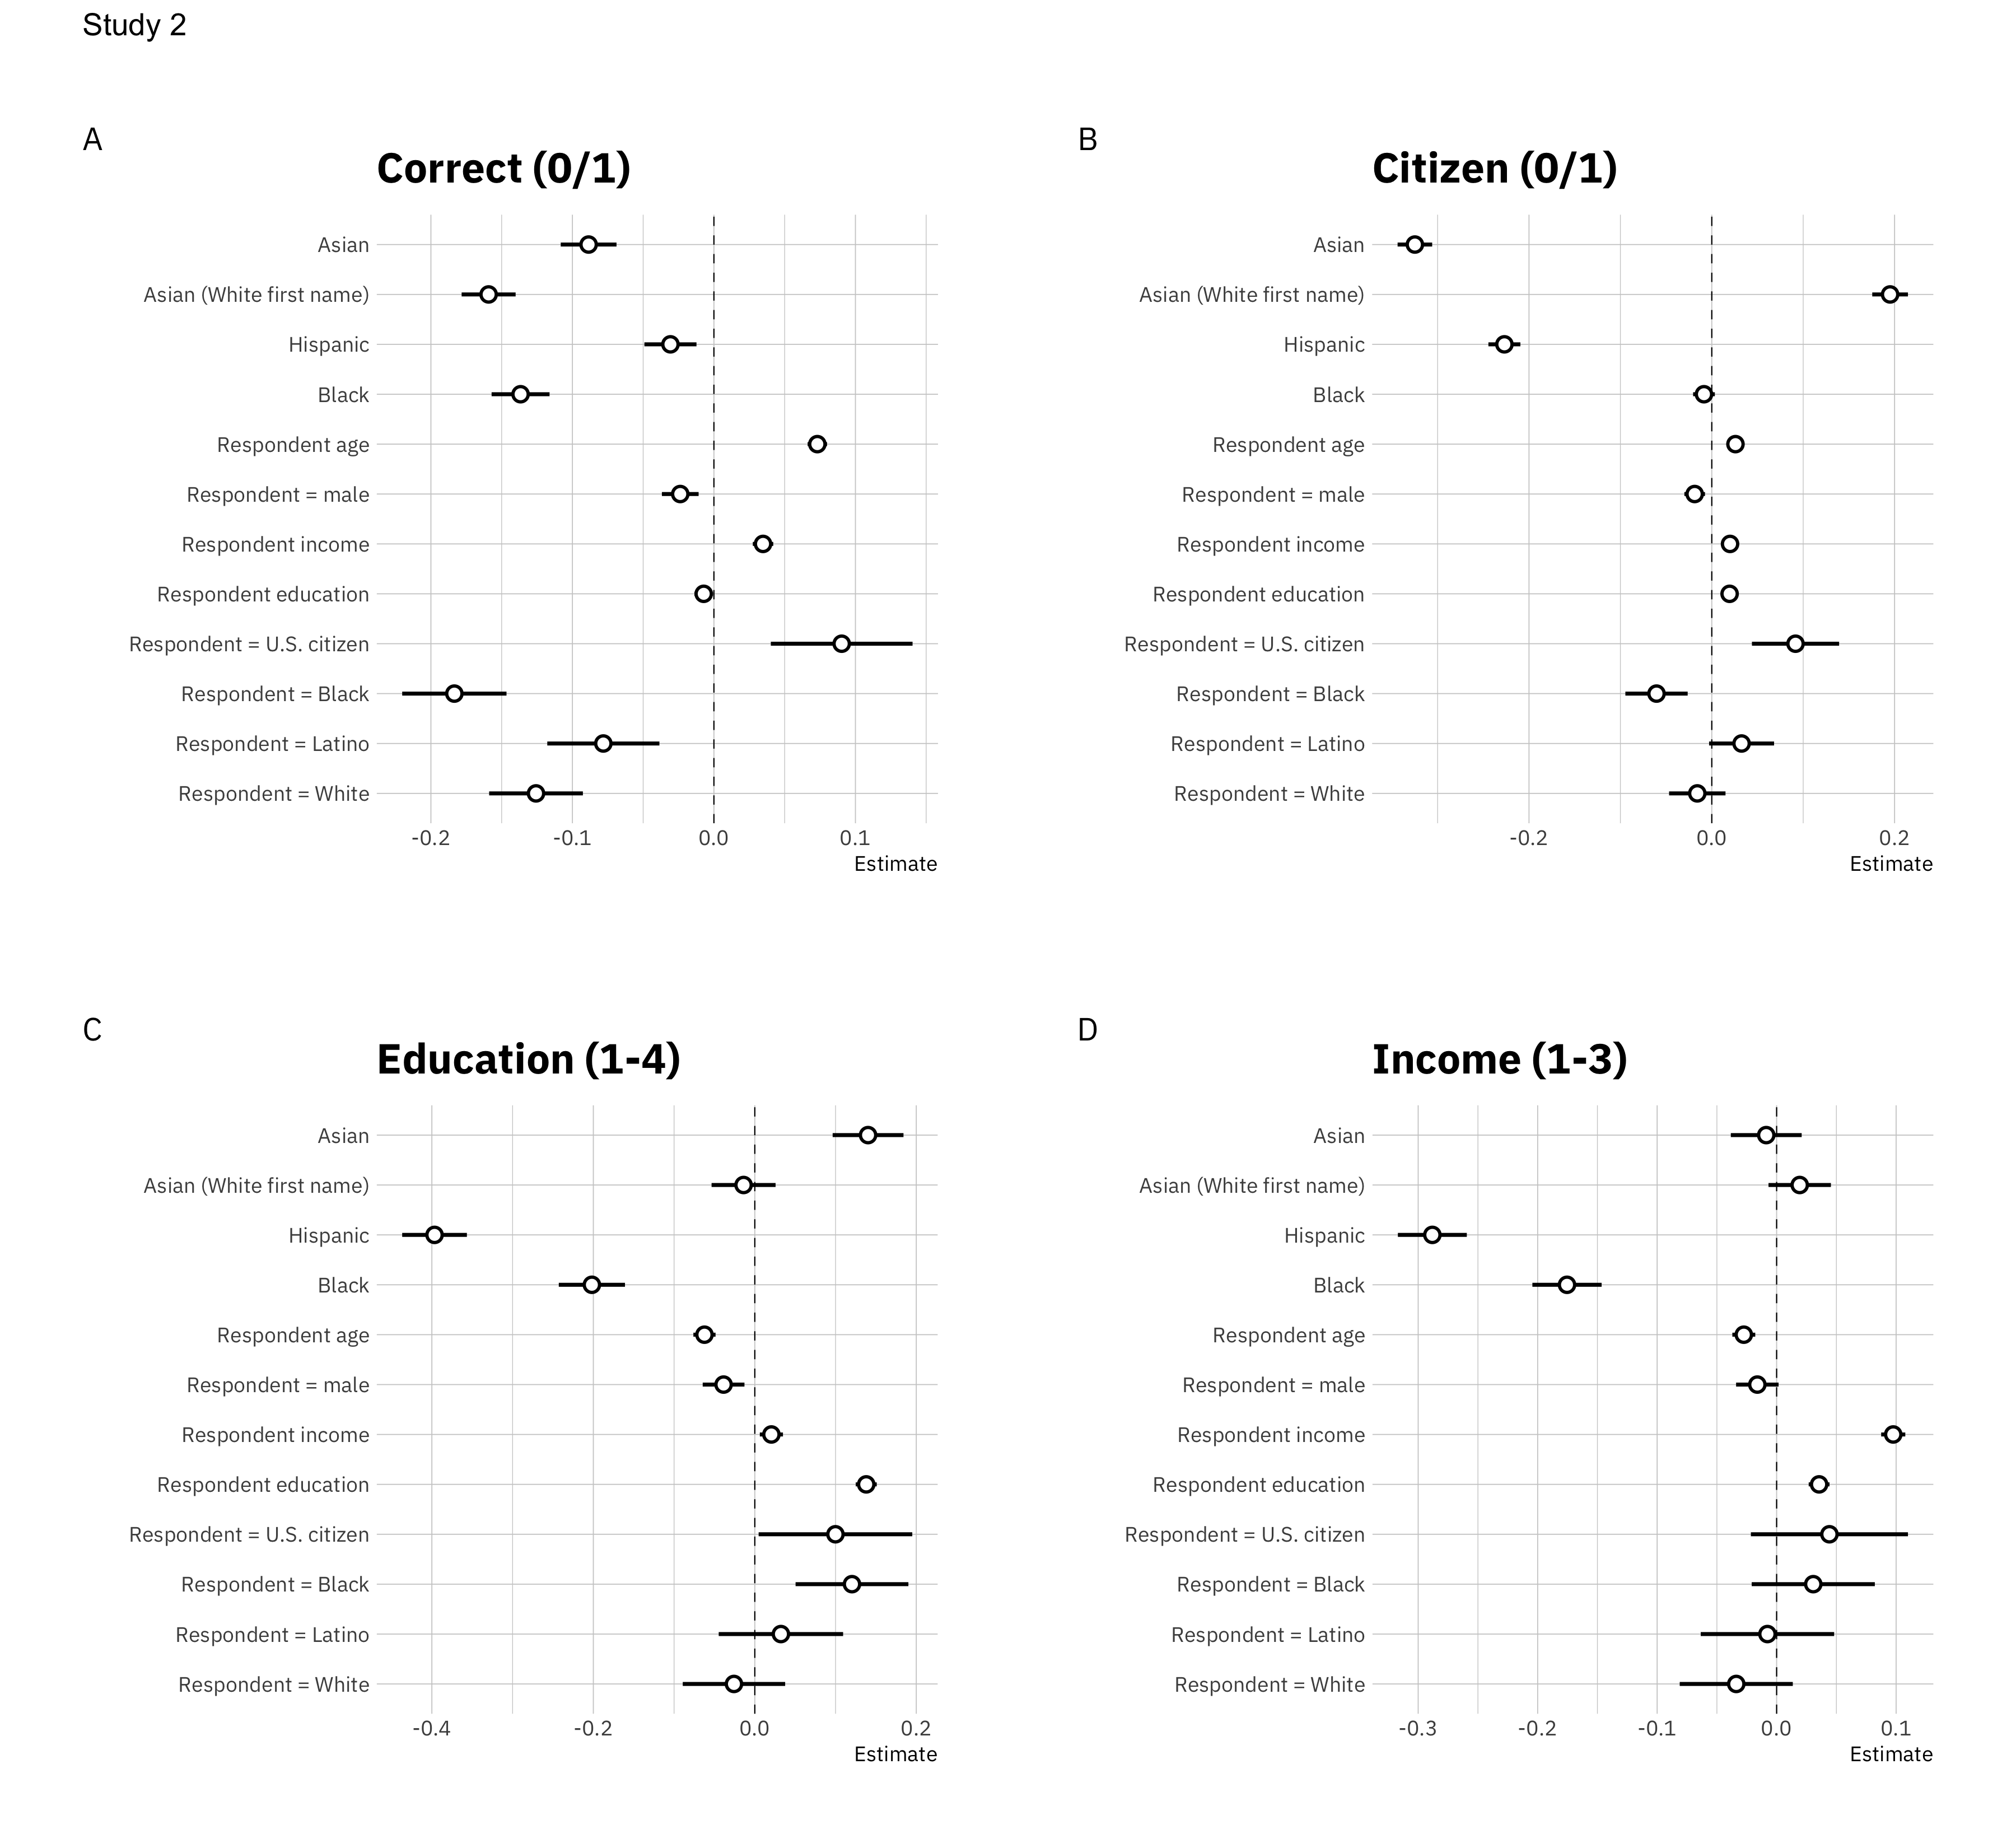 Study 2
A
Correct (0/1)
Asian
Asian (White first name)
Hispanic
Black
Respondent age
Respondent = male
Respondent income
Respondent education
Respondent = U.S. citizen
Respondent = Black
Respondent = Latino
Respondent = White
-0.2 -0.1 0.0 0.1
Estimate
B
Citizen (0/1)
Asian
Asian (White first name)
Hispanic
Black
Respondent age
Respondent = male
Respondent income
Respondent education
Respondent = U.S. citizen
Respondent = Black
Respondent = Latino
Respondent = White
-0.2 0.0 0.2
Estimate
C
Education (1-4)
Asian
Asian (White first name)
Hispanic
Black
Respondent age
Respondent = male
Respondent income
Respondent education
Respondent = U.S. citizen
Respondent = Black
Respondent = Latino
Respondent = White
-0.4 -0.2 0.0 0.2
Estimate
D
Income (1-3)
Asian
Asian (White first name)
Hispanic
Black
Respondent age
Respondent = male
Respondent income
Respondent education
Respondent = U.S. citizen
Respondent = Black
Respondent = Latino
Respondent = White
-0.3 -0.2 -0.1 0.0 0.1
Estimate